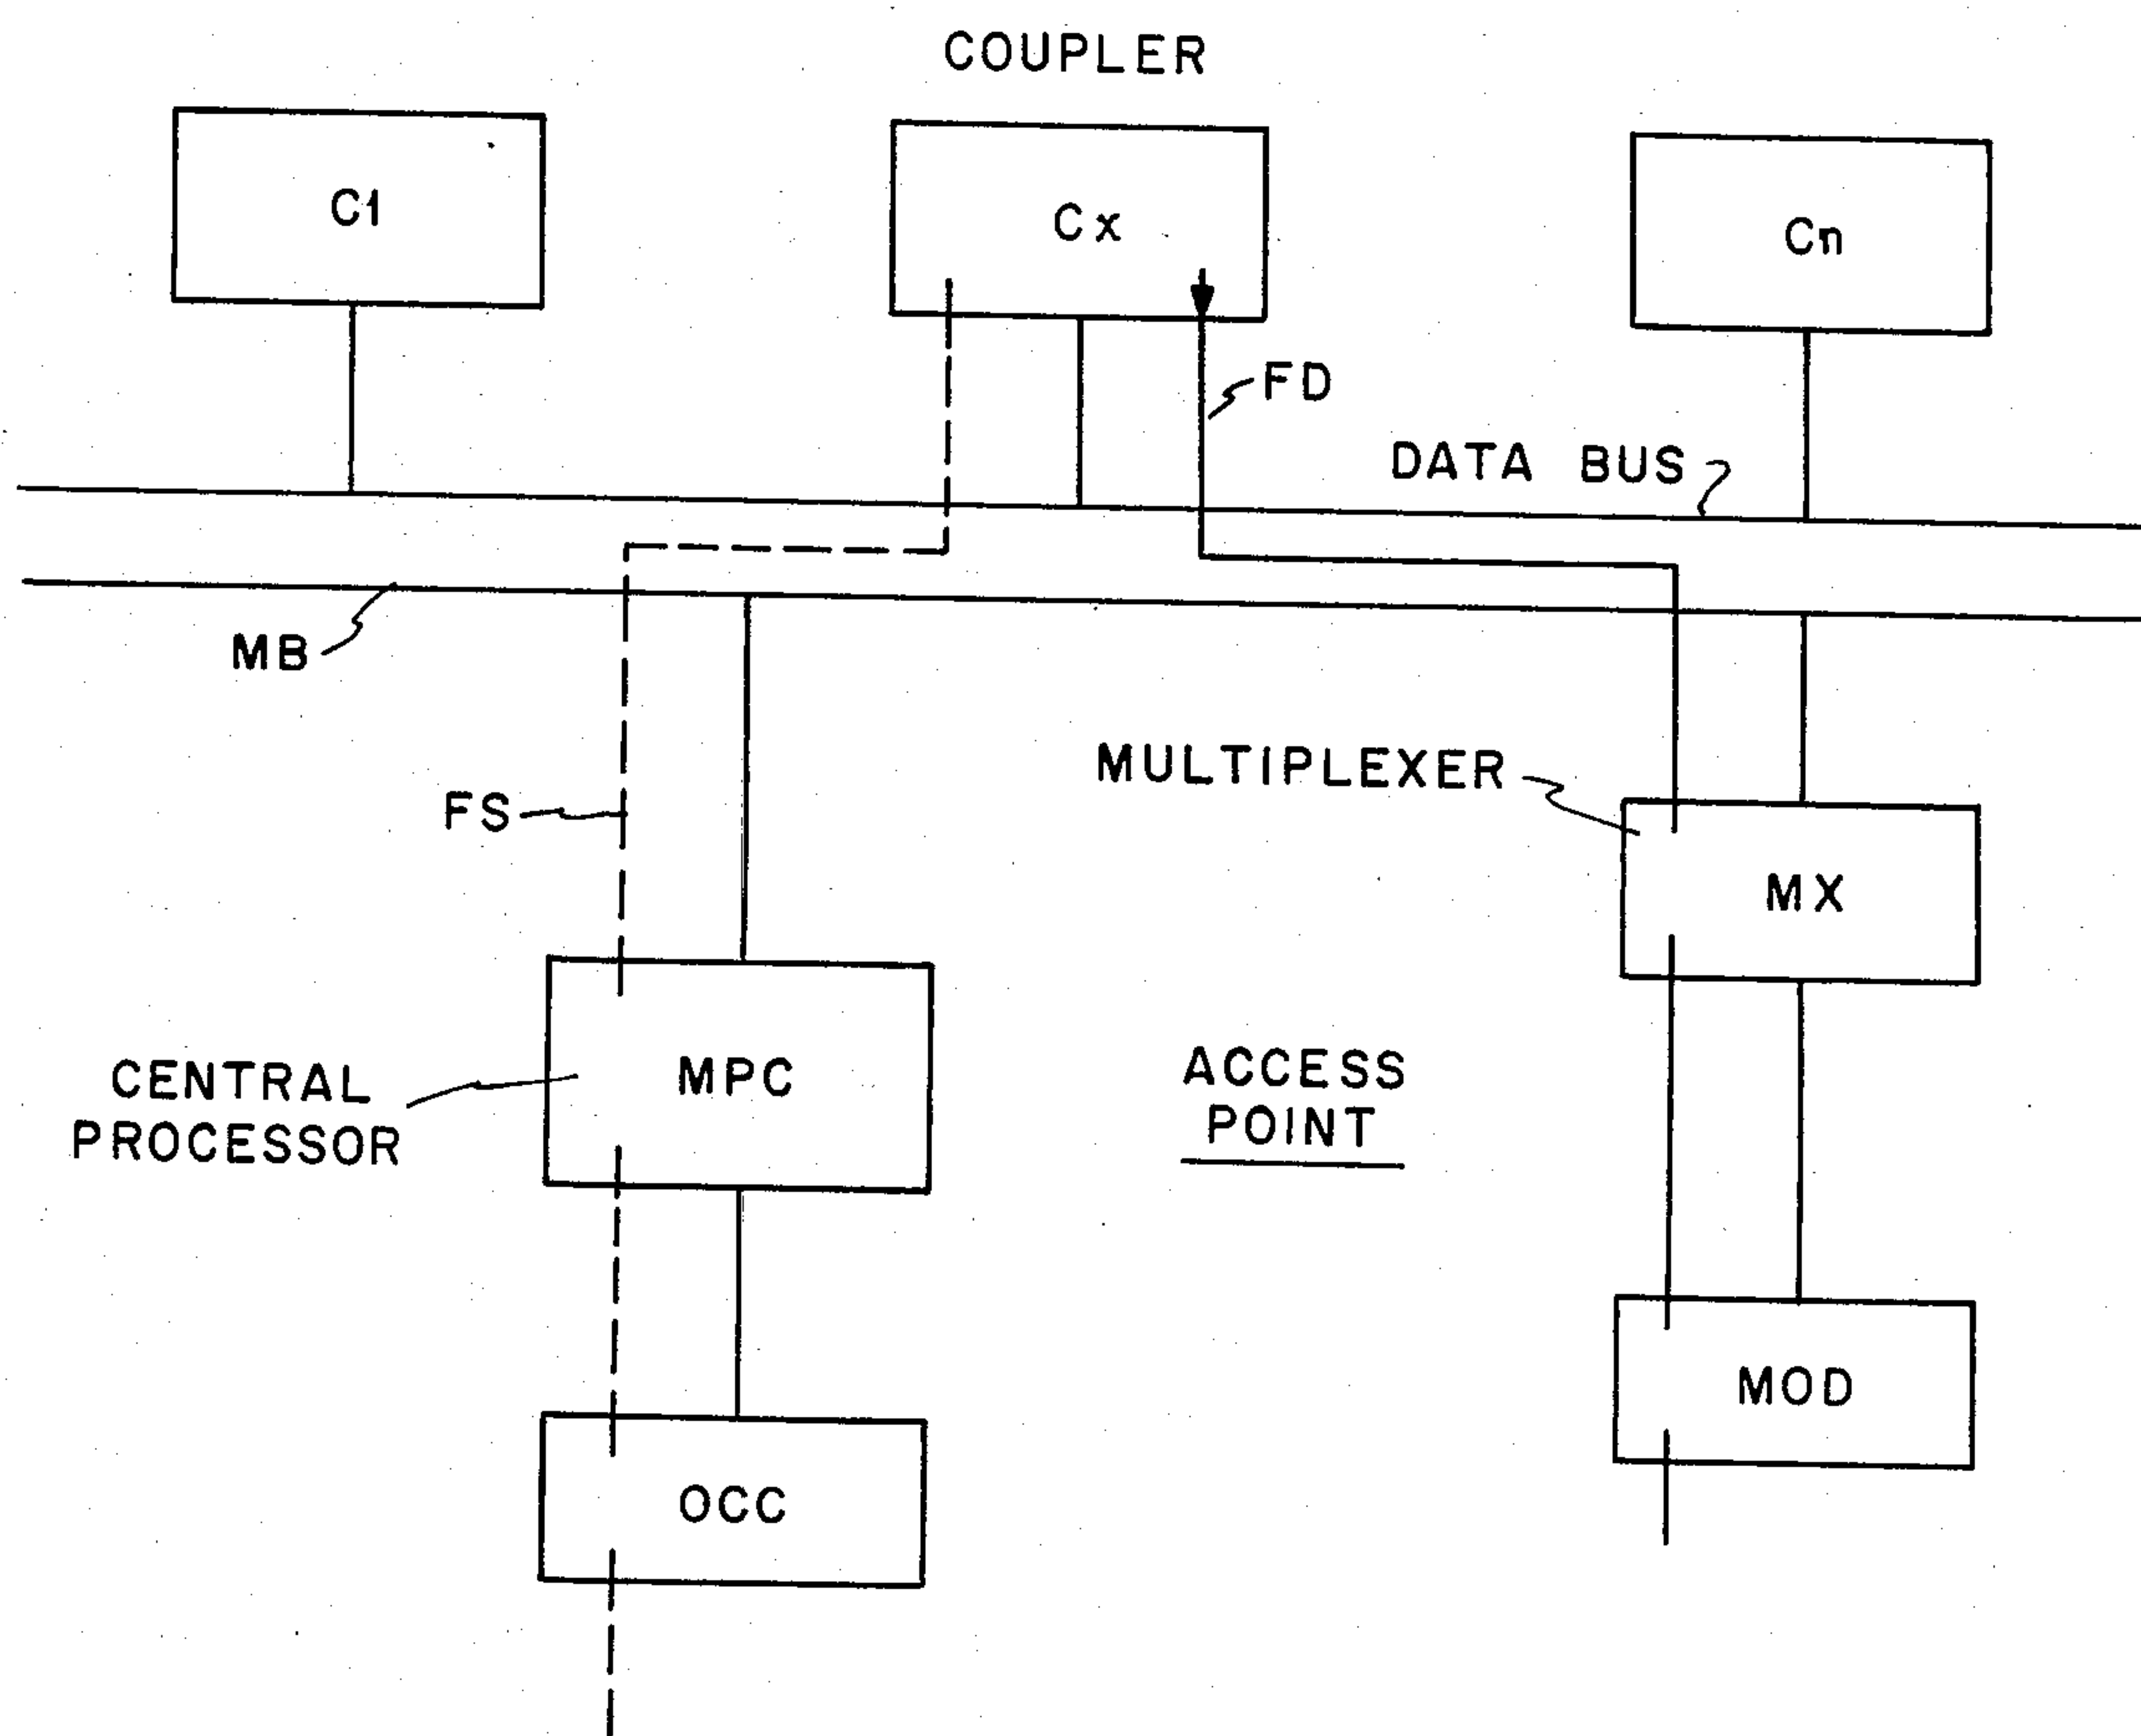 COUPLER
C1
Cx
Cn
FD
DATA BUS
MB
MULTIPLEXER
FS
MX
CENTRAL
PROCESSOR
MPC
ACCESS
POINT
MOD
OCC